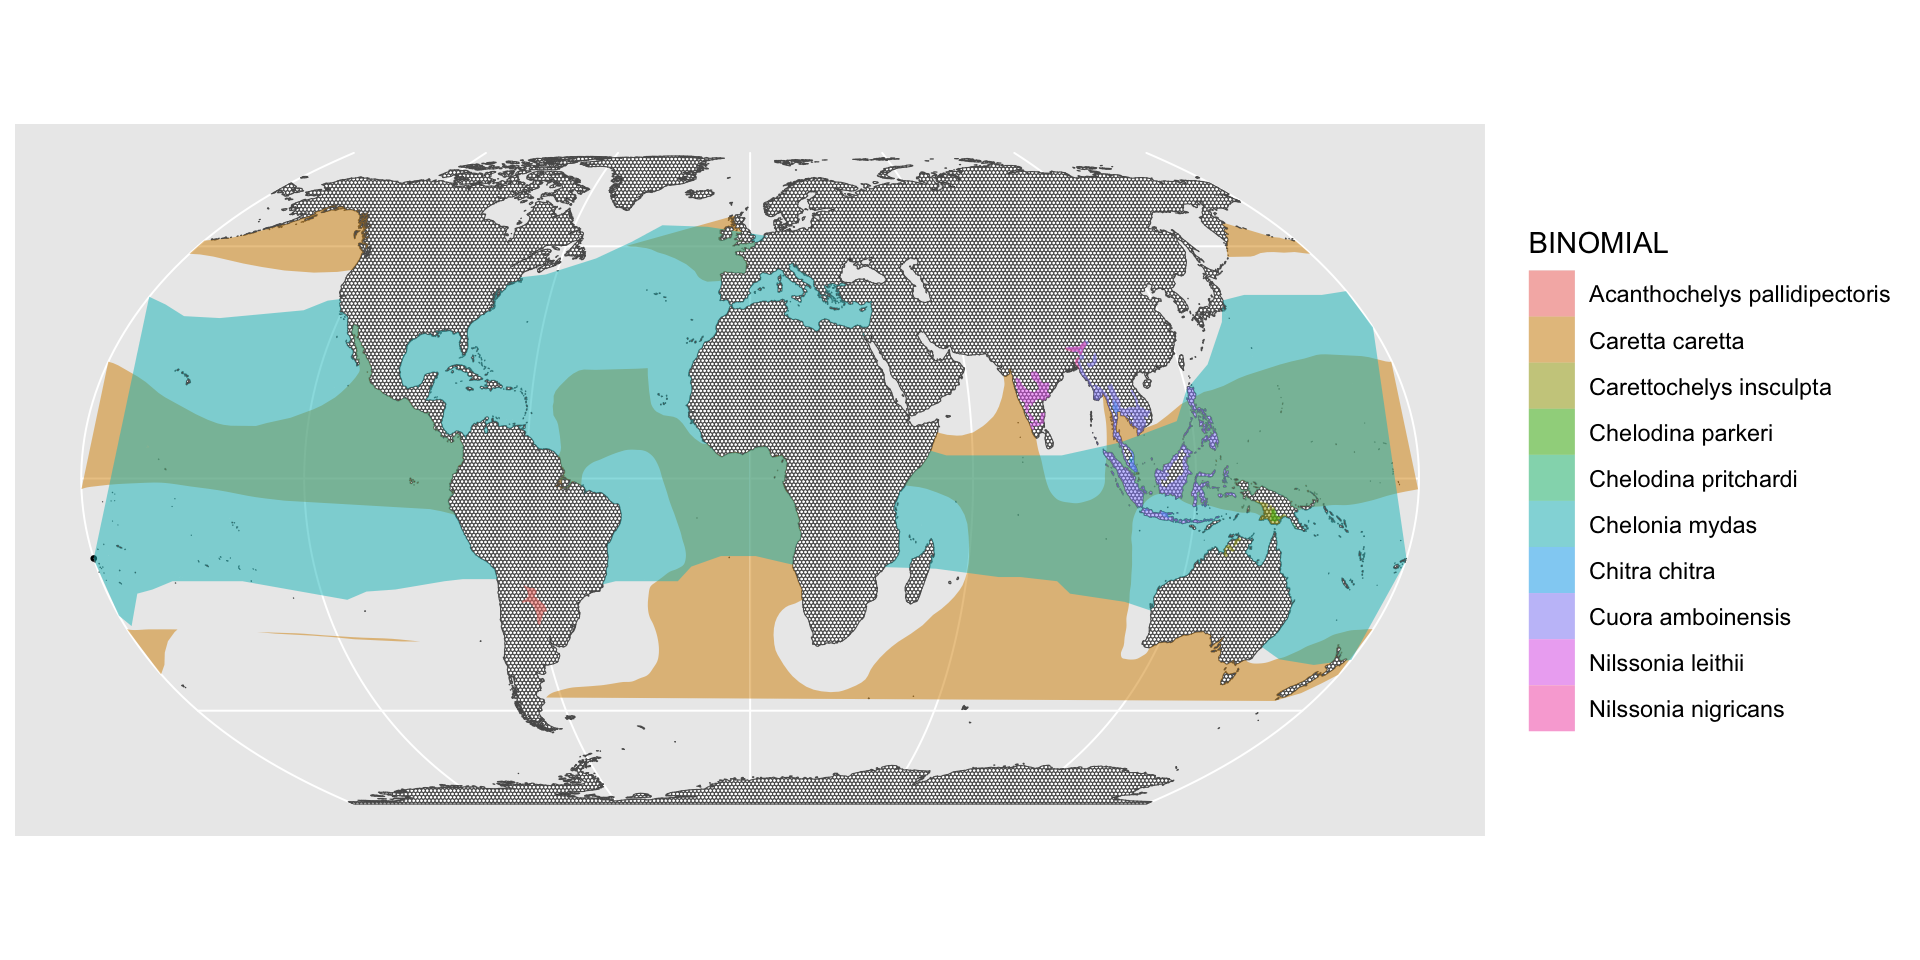 BINOMIAL
Acanthochelys pallidipectoris
Caretta caretta
Carettochelys insculpta
Chelodina parkeri
Chelodina pritchardi
Chelonia mydas
Chitra chitra
Cuora amboinensis
Nilssonia leithii
Nilssonia nigricans